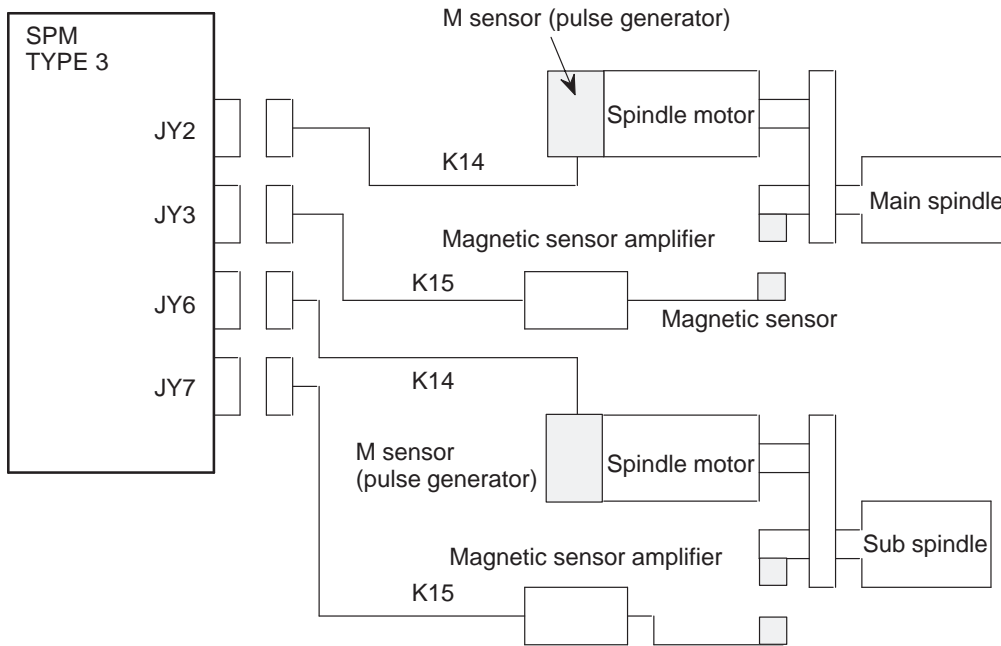 M sensor (pulse generator)
SPM
TYPE 3
JY2
Spindle motor
K14
JY3
Main spindle
Magnetic sensor amplifier
K15
JY6
Magnetic sensor
JY7
K14
M sensor
(pulse generator)
Spindle motor
Sub spindle
Magnetic sensor amplifier
K15